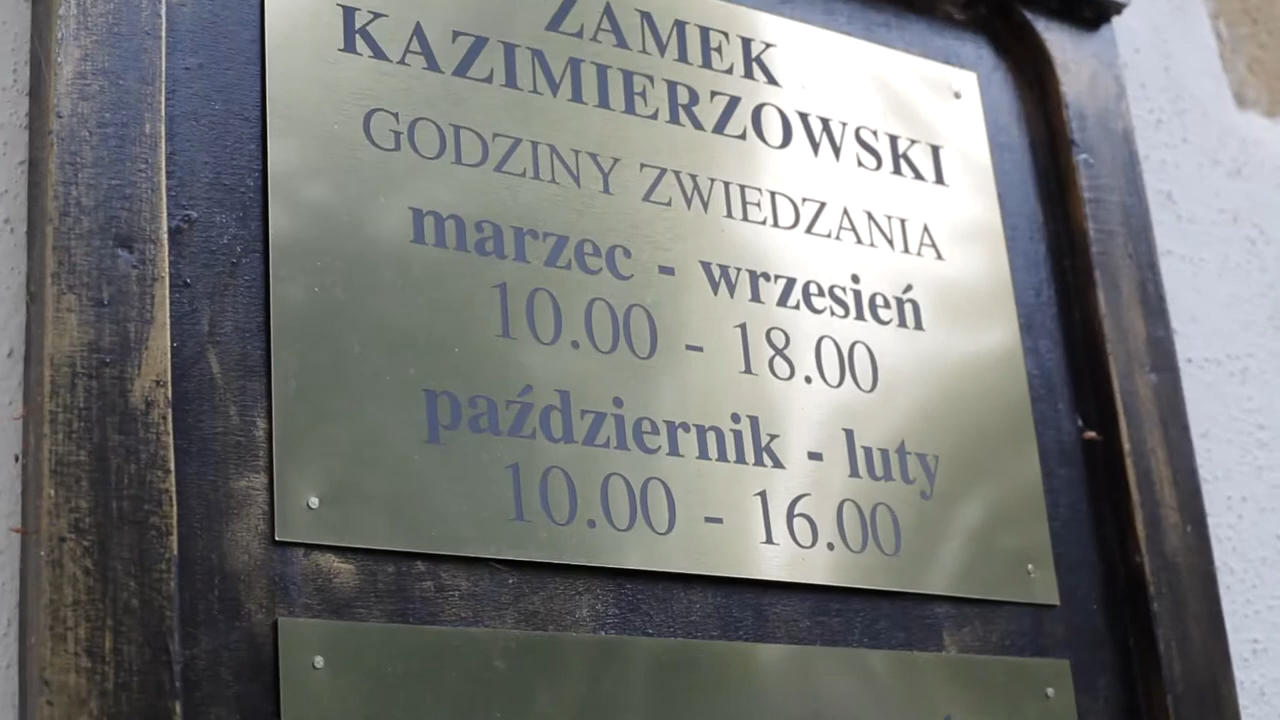 ZAMEK
KAZIMIERZOWSKI
GODZINY ZWIEDZANIA
marzec - wrzesień
10.00 - 18.00
październik - luty
10.00 - 16.00